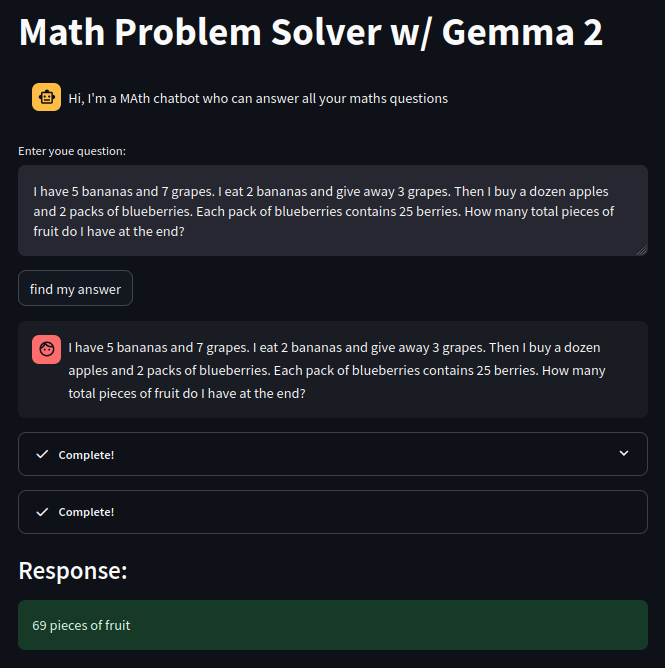 Math Problem Solver w/ Gemma 2
Hi, I'm a MAth chatbot who can answer all your maths questions
Enter youe question:
I have 5 bananas and 7 grapes. I eat 2 bananas and give away 3 grapes. Then I buy a dozen apples
and 2 packs of blueberries. Each pack of blueberries contains 25 berries. How many total pieces of
fruit do I have at the end?
find my answer
I have 5 bananas and 7 grapes. I eat 2 bananas and give away 3 grapes. Then I buy a dozen
apples and 2 packs of blueberries. Each pack of blueberries contains 25 berries. How many
total pieces of fruit do I have at the end?
Complete!
Complete!
Response:
69 pieces of fruit